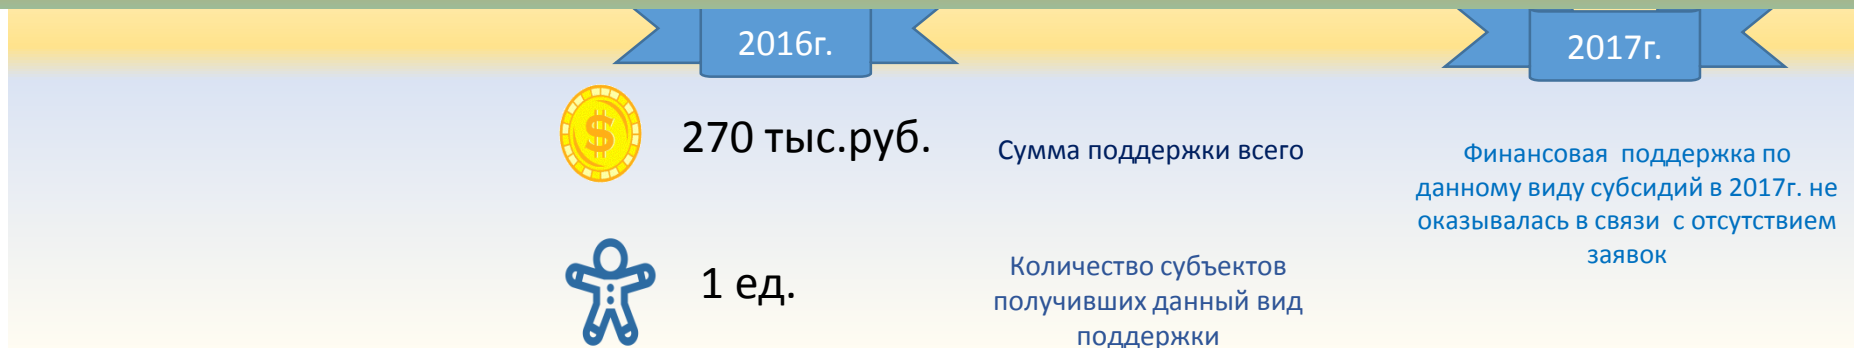 2016г.
2017г.
$
270 тыс.руб.
Сумма поддержки всего
Финансовая поддержка по
данному виду субсидий в 2017г. не
оказывалась в связи с отсутствием
заявок
1 ед.
Количество субъектов
получивших данный вид
поддержки